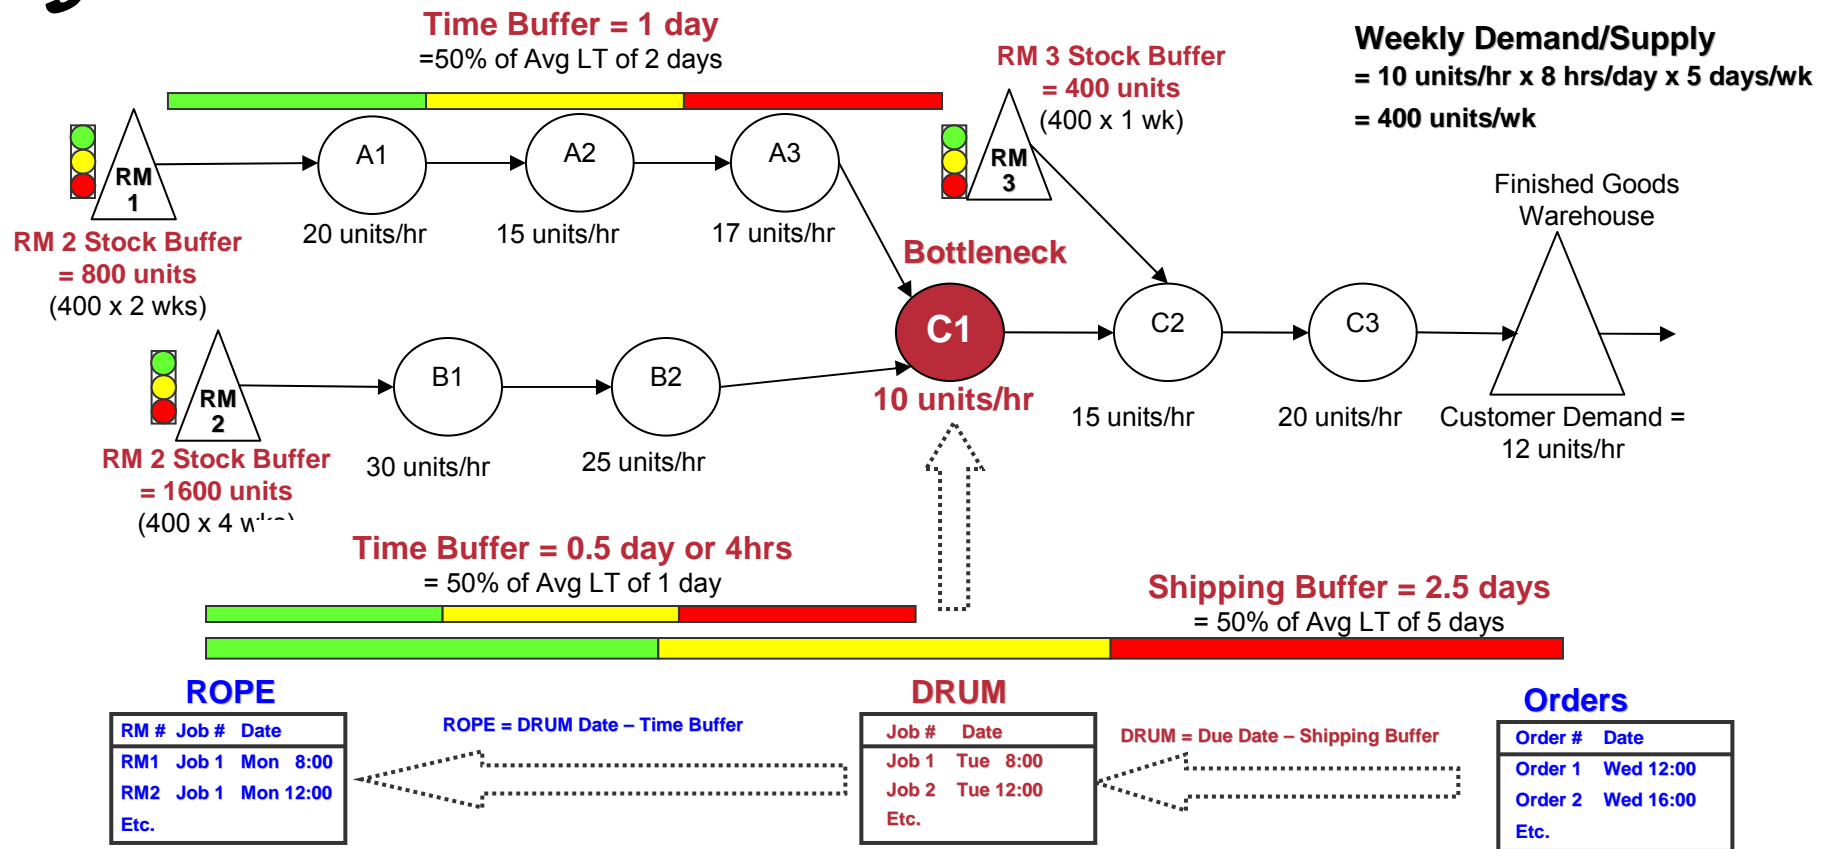 Time Buffer = 1 day
=50% of Avg LT of 2 days
RM 3 Stock Buffer
= 400 units
(400 x 1 wk)
Weekly Demand/Supply
= 10 units/hr x 8 hrs/day x 5 days/wk
= 400 units/wk
RM
1
A1
A2
A3
RM
3
20 units/hr
15 units/hr
17 units/hr
RM 2 Stock Buffer
= 800 units
(400 x 2 wks)
Finished Goods
Warehouse
Bottleneck
C1
10 units/hr
C2
C3
15 units/hr
20 units/hr
Customer Demand =
12 units/hr
RM
2
B1
B2
30 units/hr
25 units/hr
RM 2 Stock Buffer
= 1600 units
(400 x 4
Time Buffer = 0.5 day or 4hrs
= 50% of Avg LT of 1 day
Shipping Buffer = 2.5 days
= 50% of Avg LT of 5 days
ROPE
RM # Job # Date
RM1 Job 1 Mon 8:00
RM2 Job 1 Mon 12:00
Etc.
ROPE = DRUM Date – Time Buffer
DRUM
Job # Date
Job 1 Tue 8:00
Job 2 Tue 12:00
Etc.
DRUM = Due Date – Shipping Buffer
Orders
Order # Date
Order 1 Wed 12:00
Order 2 Wed 16:00
Etc.